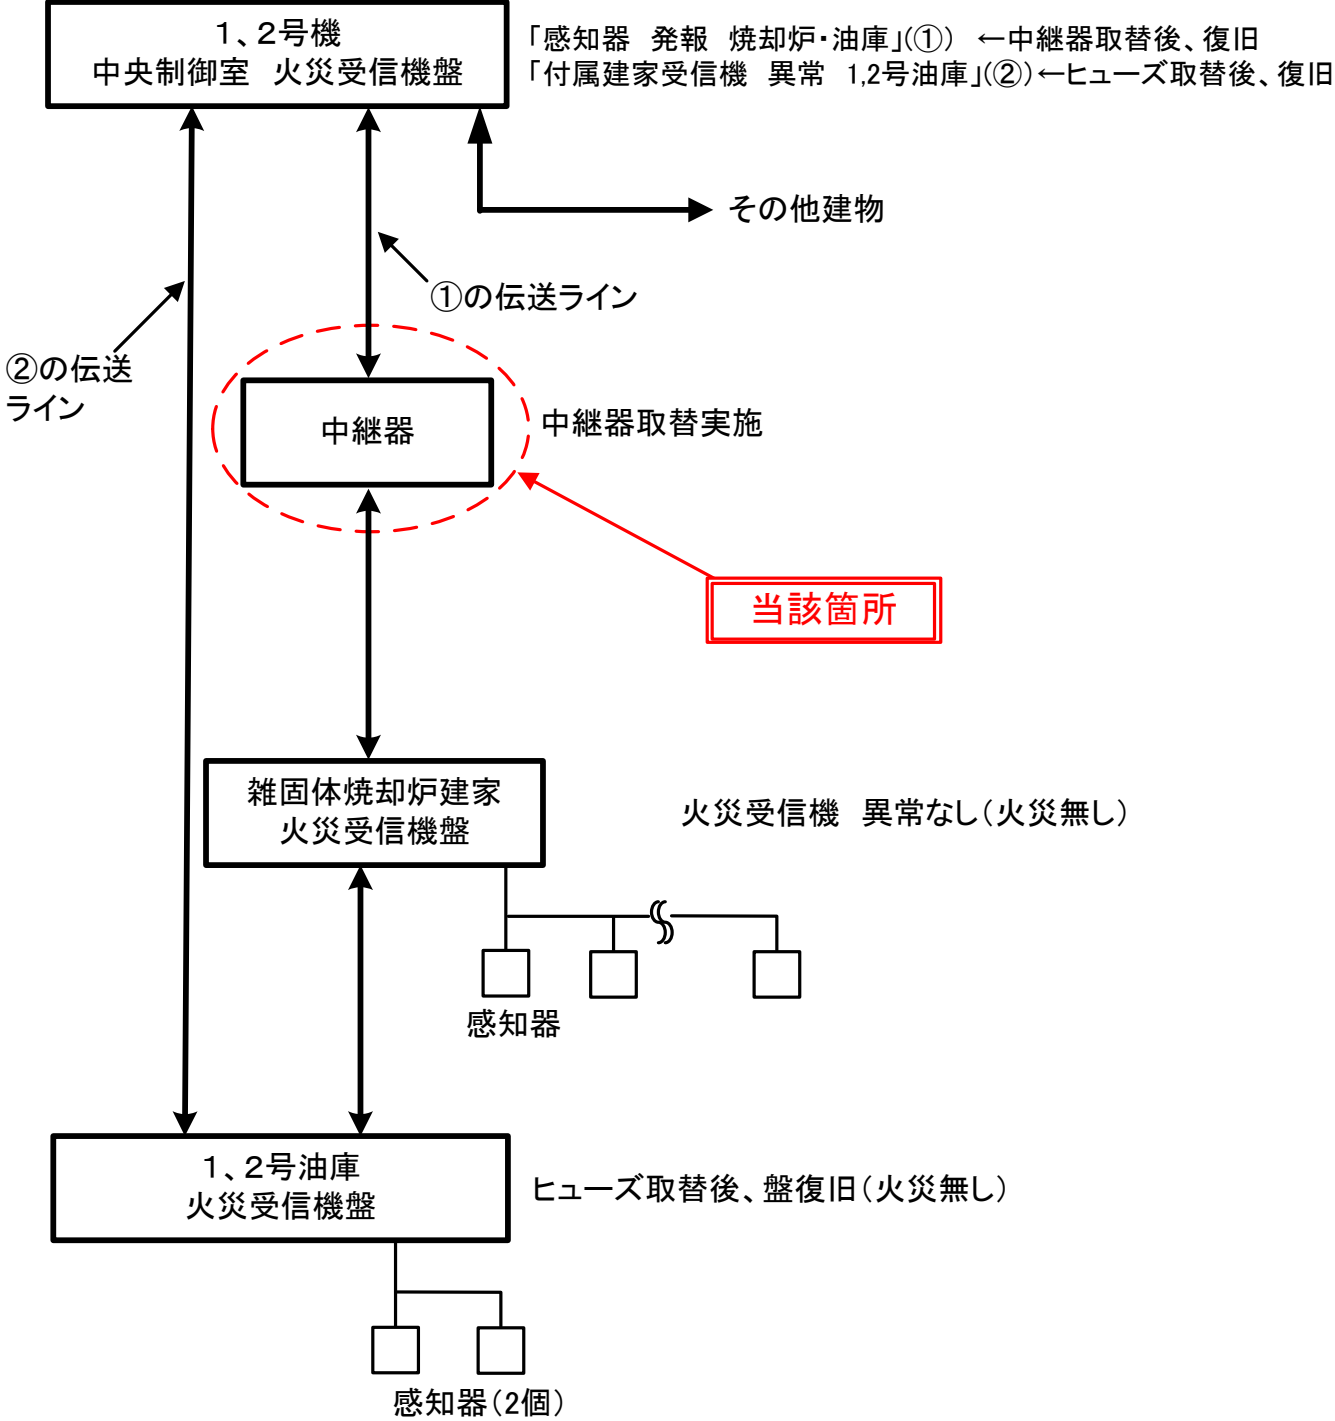 １、２号機
中央制御室　火災受信機盤
「感知器　発報　焼却炉・油庫」(①)　←中継器取替後、復旧
「付属建家受信機　異常　1,2号油庫」(②)←ヒューズ取替後、復旧
その他建物
①の伝送ライン
②の伝送
ライン
中継器
中継器取替実施
当該箇所
雑固体焼却炉建家
火災受信機盤
火災受信機　異常なし（火災無し）
感知器
１、２号油庫
火災受信機盤
ヒューズ取替後、盤復旧（火災無し）
感知器（2個）